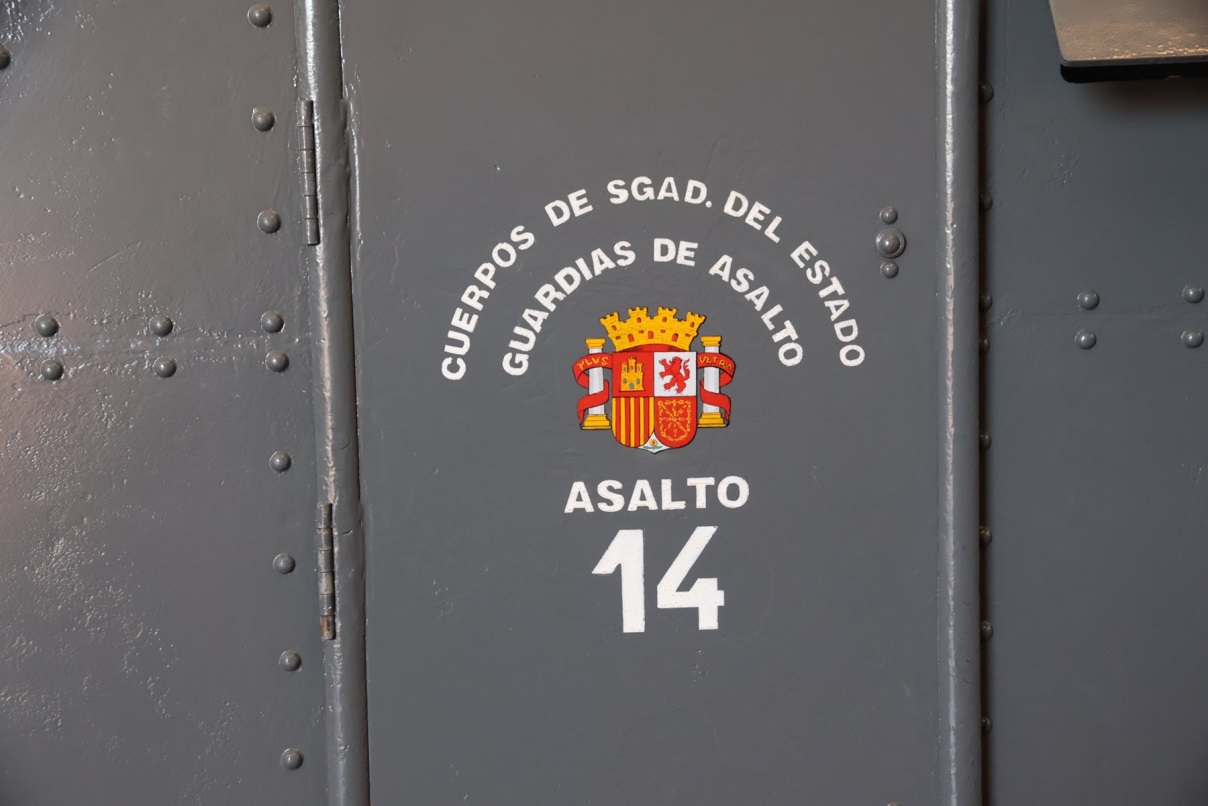 CUERPOS DE SGAD. DEL ESTADO
GUARDIAS DE ASALTO
PLVS VLTRA
ASALTO
14